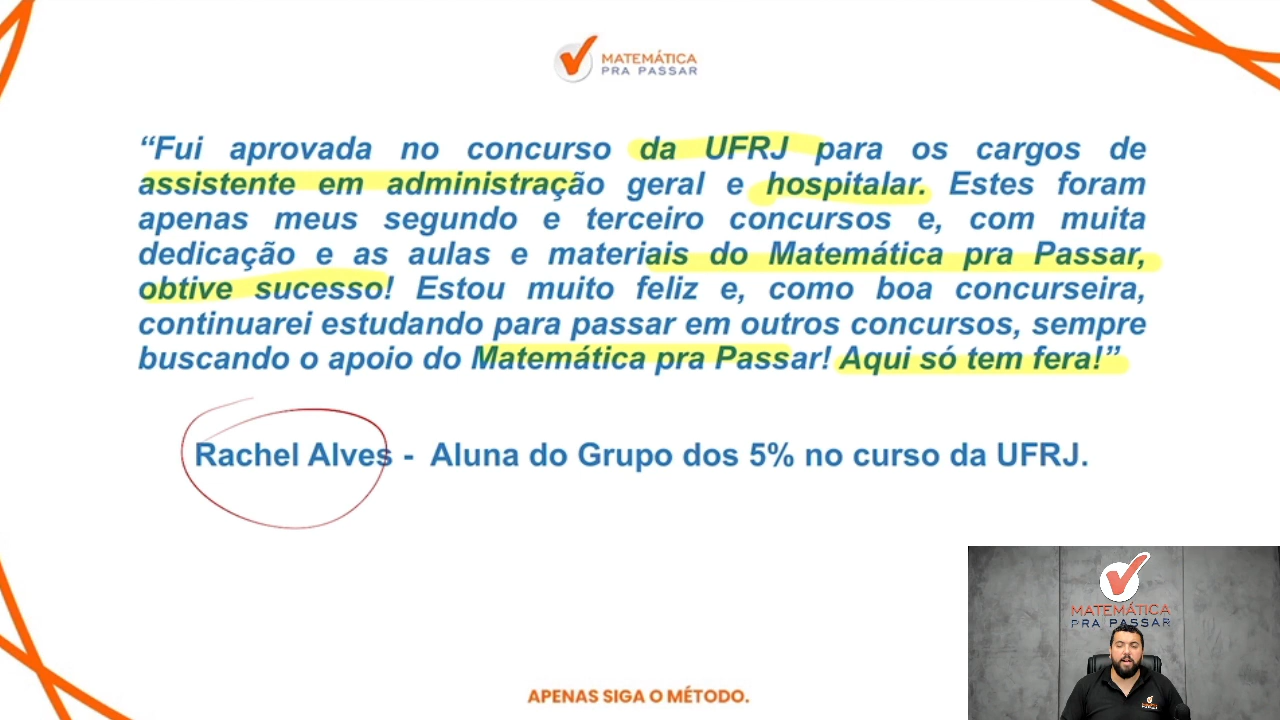 MATEMÁTICA
PRA PASSAR
“Fui aprovada no concurso da UFRJ para os cargos de
assistente em administração geral e hospitalar. Estes foram
apenas meus segundo e terceiro concursos e, com muita
dedicação e as aulas e materiais do Matemática pra Passar,
obtive sucesso! Estou muito feliz e, como boa concurseira,
continuarei estudando para passar em outros concursos, sempre
buscando o apoio do Matemática pra Passar! Aqui só tem fera!”
Rachel Alves - Aluna do Grupo dos 5% no curso da UFRJ.
MATEMÁTICA
PRA PASSAR
APENAS SIGA O MÉTODO.